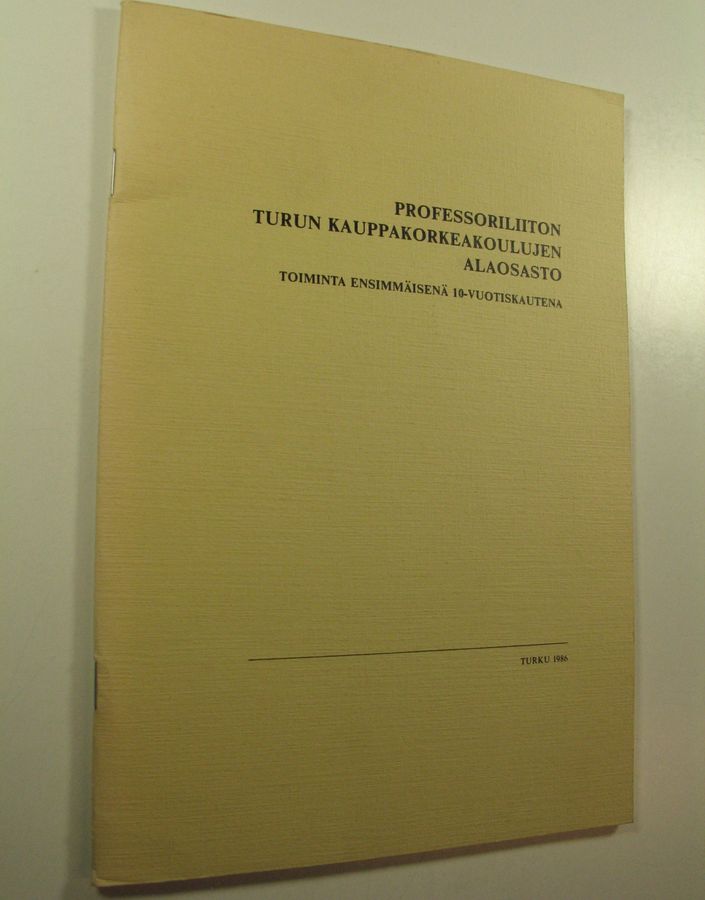 PROFESSORILIITON
TURUN KAUPPAKORKEAKOULUJEN
ALAOSASTO
TOIMINTA ENSIMMÄISENÄ 10-VUOTISKAUTENA
TURKU 1986